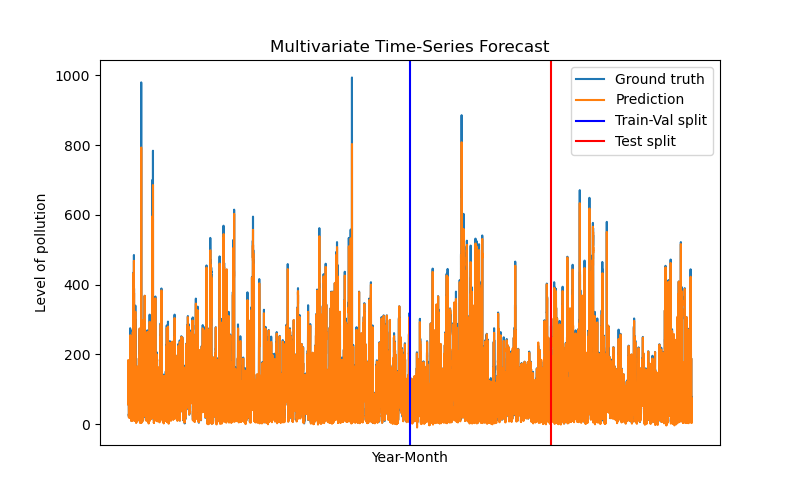 Multivariate Time-Series Forecast
Ground truth
Prediction
Train-Val split
Test split
Level of pollution
1000
800
600
400
200
0
Year-Month